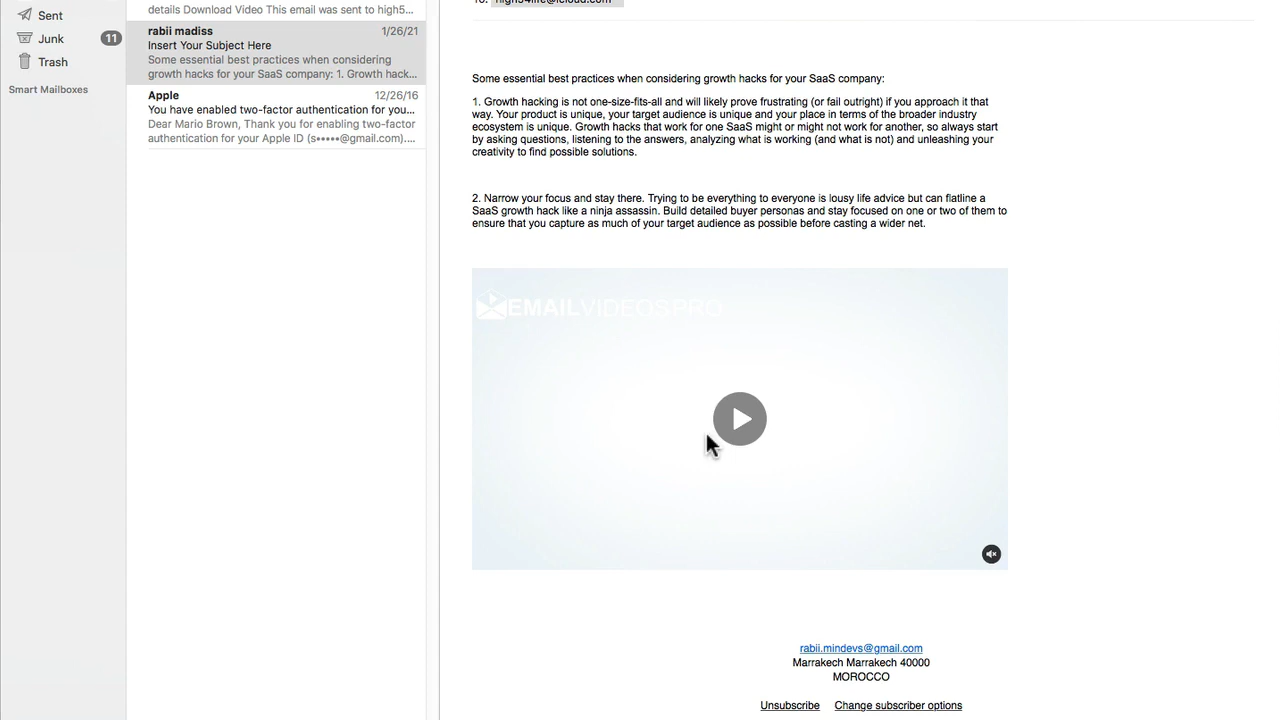 Sent
Junk 11
Trash
Smart Mailboxes
details Download Video This email was sent to high5...
rabii madiss 1/26/21
Insert Your Subject Here
Some essential best practices when considering
growth hacks for your SaaS company: 1. Growth hack...
Apple 12/26/16
You have enabled two-factor authentication for you...
Dear Mario Brown, Thank you for enabling two-factor
authentication for your Apple ID (s•••••@gmail.com)....
To: high54life@icloud.com
Some essential best practices when considering growth hacks for your SaaS company:
1. Growth hacking is not one-size-fits-all and will likely prove frustrating (or fail outright) if you approach it that
way. Your product is unique, your target audience is unique and your place in terms of the broader industry
ecosystem is unique. Growth hacks that work for one SaaS might or might not work for another, so always start
by asking questions, listening to the answers, analyzing what is working (and what is not) and unleashing your
creativity to find possible solutions.
2. Narrow your focus and stay there. Trying to be everything to everyone is lousy life advice but can flatline a
SaaS growth hack like a ninja assassin. Build detailed buyer personas and stay focused on one or two of them to
ensure that you capture as much of your target audience as possible before casting a wider net.
EMAILVIDEOSPRO
rabii.mindevs@gmail.com
Marrakech Marrakech 40000
MOROCCO
Unsubscribe Change subscriber options